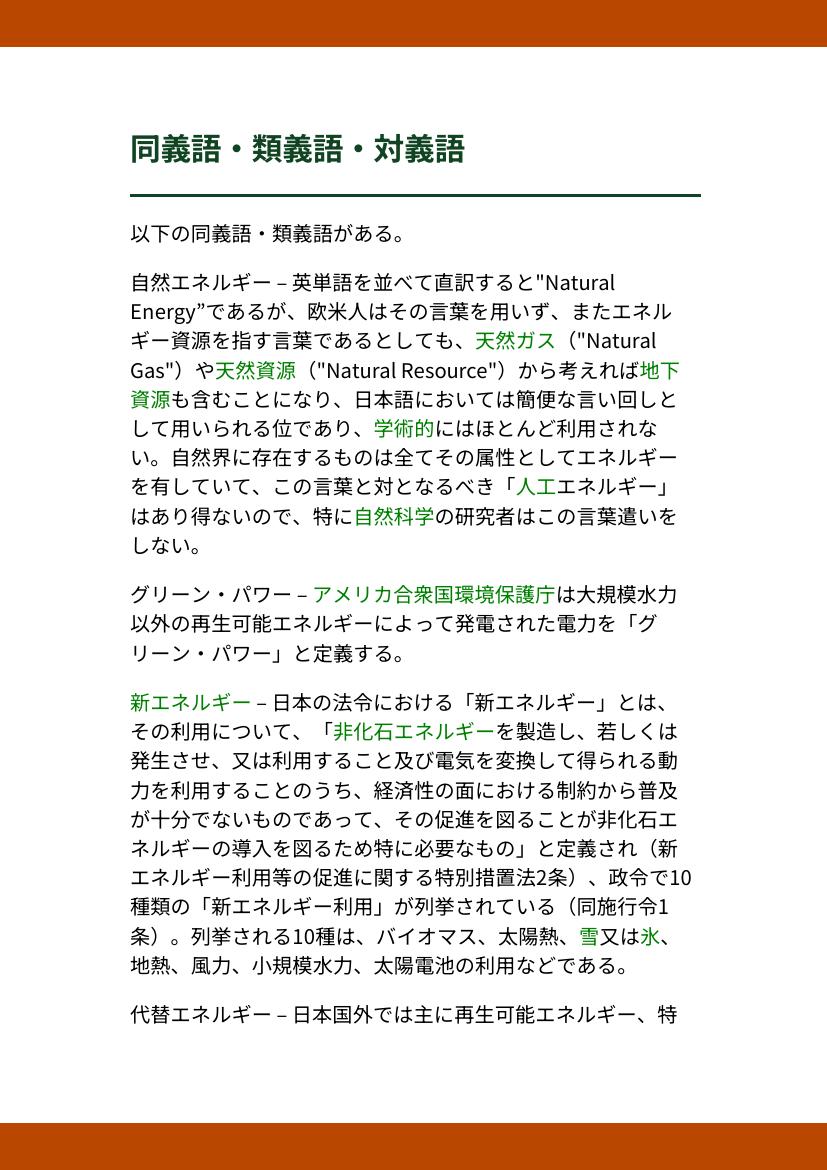 同義語・類義語・対義語
以下の同義語・類義語がある。
自然エネルギー – 英単語を並べて直訳すると"Natural
Energy”であるが、欧米人はその言葉を用いず、またエネル
ギー資源を指す言葉であるとしても、天然ガス（"Natural
Gas"）や天然資源（"Natural Resource"）から考えれば地下
資源も含むことになり、日本語においては簡便な言い回しと
して用いられる位であり、学術的にはほとんど利用されな
い。自然界に存在するものは全てその属性としてエネルギー
を有していて、この言葉と対となるべき「人工エネルギー」
はあり得ないので、特に自然科学の研究者はこの言葉遣いを
しない。
グリーン・パワー – アメリカ合衆国環境保護庁は大規模水力
以外の再生可能エネルギーによって発電された電力を「グ
リーン・パワー」と定義する。
新エネルギー – 日本の法令における「新エネルギー」とは、
その利用について、「非化石エネルギーを製造し、若しくは
発生させ、又は利用すること及び電気を変換して得られる動
力を利用することのうち、経済性の面における制約から普及
が十分でないものであって、その促進を図ることが非化石エ
ネルギーの導入を図るため特に必要なもの」と定義され（新
エネルギー利用等の促進に関する特別措置法2条）、政令で10
種類の「新エネルギー利用」が列挙されている（同施行令1
条）。列挙される10種は、バイオマス、太陽熱、雪又は氷、
地熱、風力、小規模水力、太陽電池の利用などである。
代替エネルギー – 日本国外では主に再生可能エネルギー、特